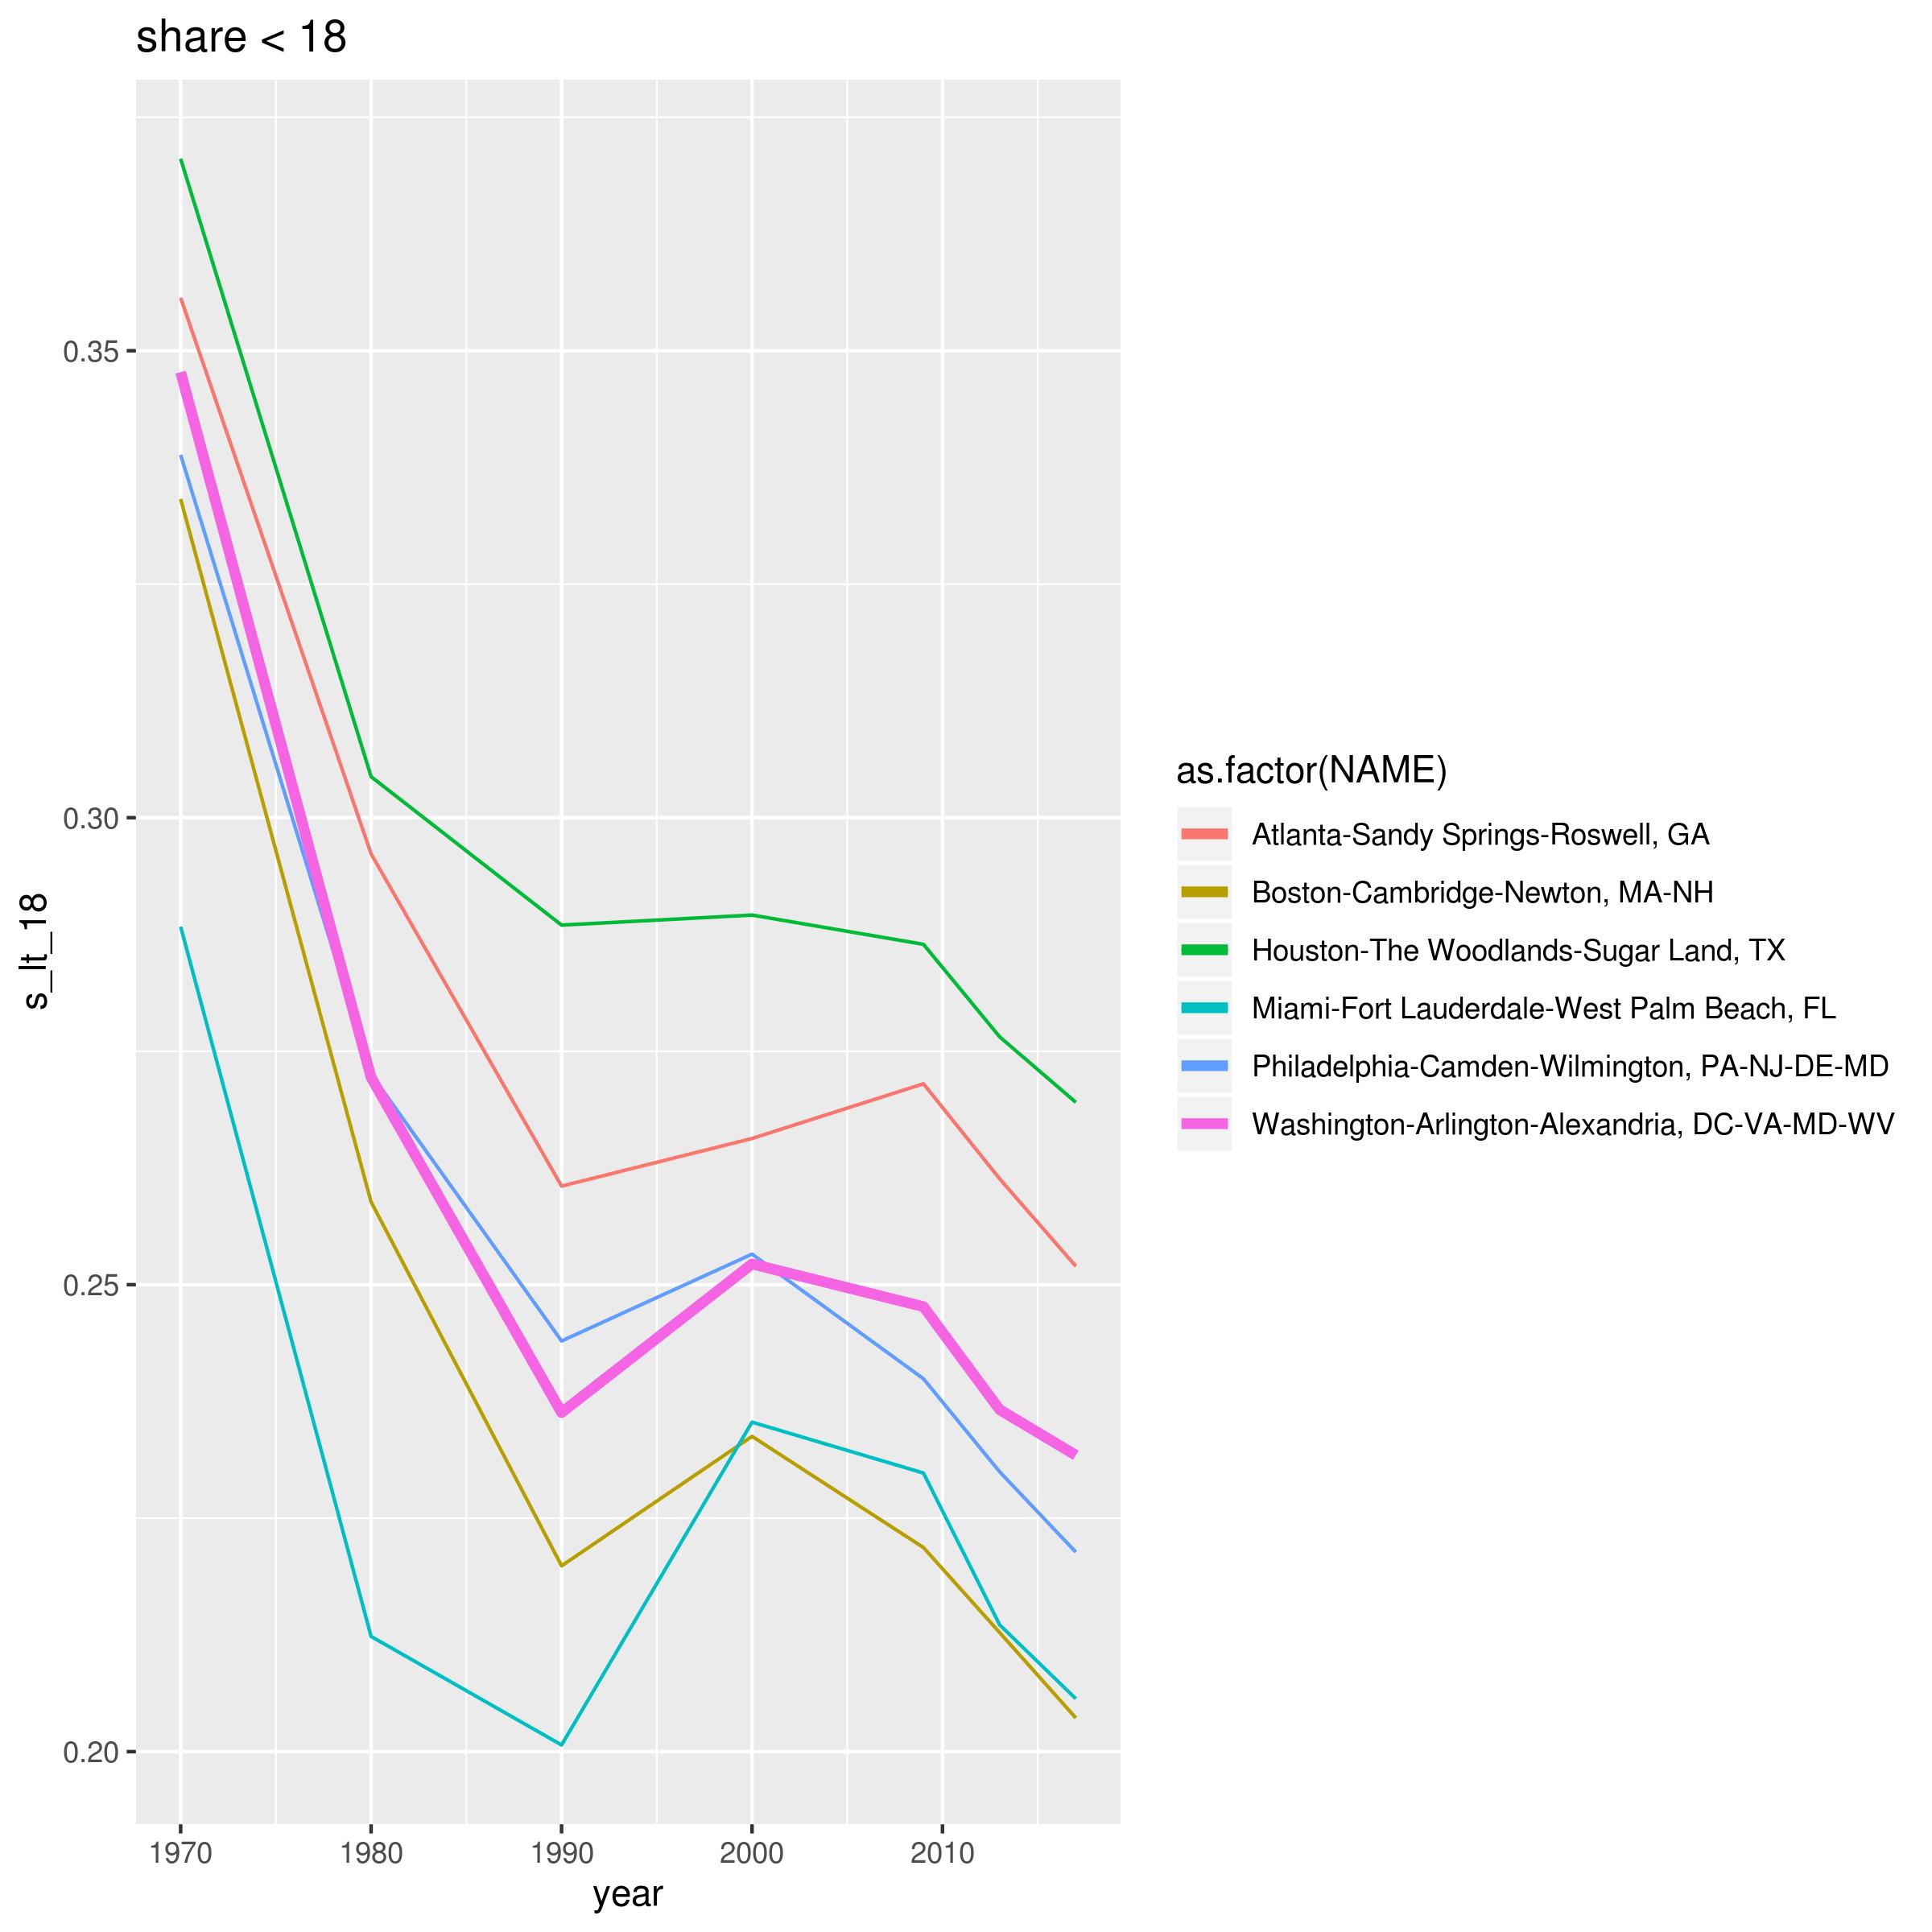 share < 18
s_lt_18
0.35
0.30
0.25
0.20
1970 1980 1990 2000 2010
year
as.factor(NAME)
Atlanta-Sandy Springs-Roswell, GA
Boston-Cambridge-Newton, MA-NH
Houston-The Woodlands-Sugar Land, TX
Miami-Fort Lauderdale-West Palm Beach, FL
Philadelphia-Camden-Wilmington, PA-NJ-DE-MD
Washington-Arlington-Alexandria, DC-VA-MD-WV